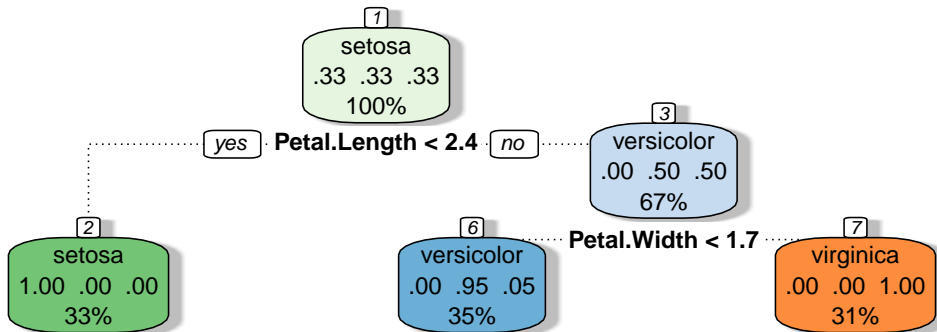 1
setosa
.33 .33 .33
100%
yes Petal.Length < 2.4 no
3
versicolor
.00 .50 .50
67%
Petal.Width < 1.7
2
setosa
1.00 .00 .00
33%
6
versicolor
.00 .95 .05
35%
7
virginica
.00 .00 1.00
31%